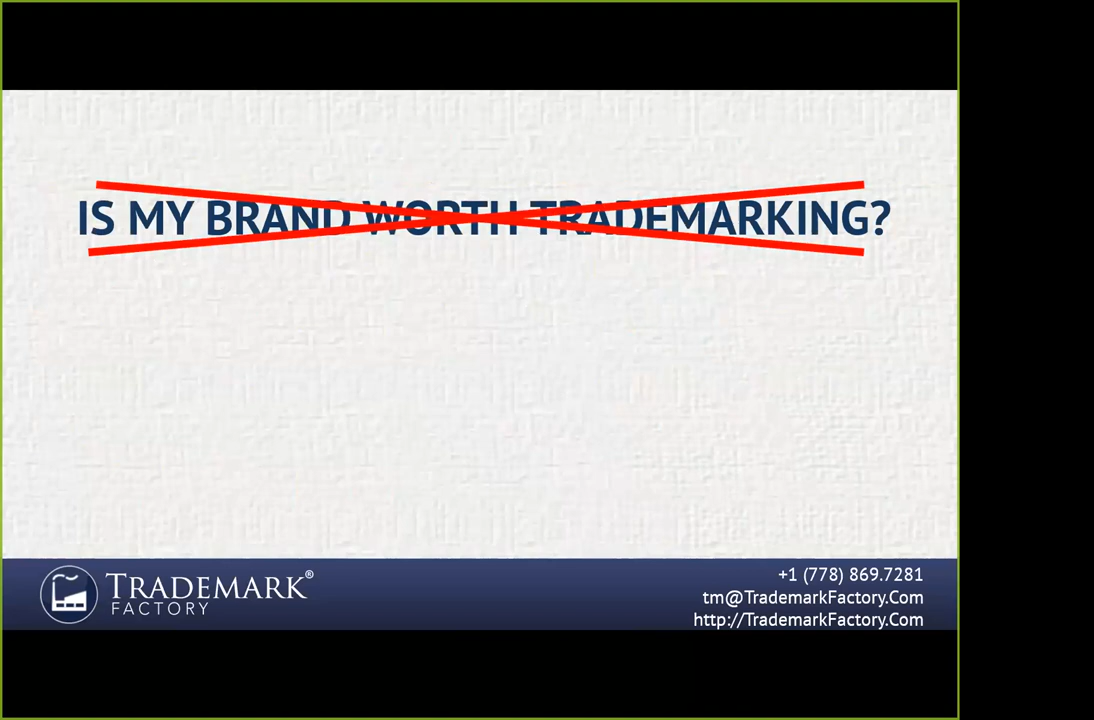 IS MY BRAND WORTH TRADEMARKING?
TRADEMARK®
FACTORY
+1 (778) 869.7281
tm@TrademarkFactory.Com
http://TrademarkFactory.Com